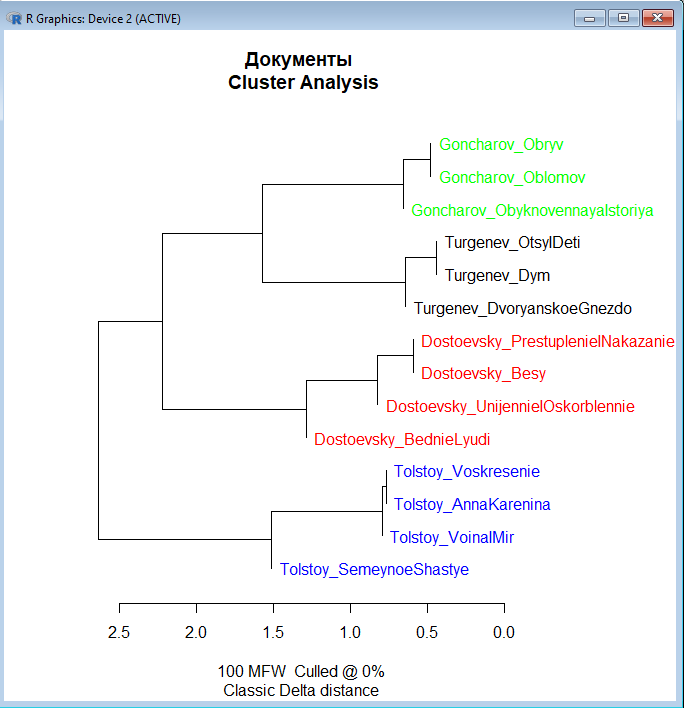 R Graphics: Device 2 (ACTIVE)
Документы
Cluster Analysis
Goncharov_Obryv
Goncharov_Oblomov
Goncharov_ObyknovennayaIstoriya
Turgenev_OtsyIDeti
Turgenev_Dym
Turgenev_DvoryanskoeGnezdo
Dostoevsky_PrestuplenieINakazanie
Dostoevsky_Besy
Dostoevsky_UnijennieIOskorblennie
Dostoevsky_BednieLyudi
Tolstoy_Voskresenie
Tolstoy_AnnaKarenina
Tolstoy_VoinaIMir
Tolstoy_SemeynoeShastye
2.5 2.0 1.5 1.0 0.5 0.0
100 MFW Culled @ 0%
Classic Delta distance